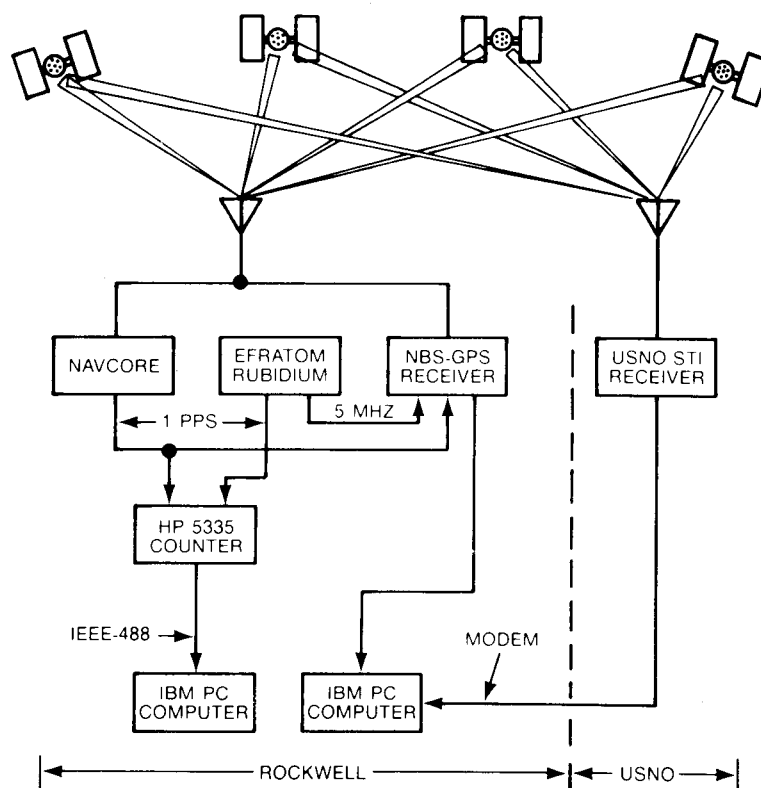 NAVCORE
EFRATOM
RUBIDIUM
NBS-GPS
RECEIVER
USNO STI
RECEIVER
1 PPS
5 MHZ
HP 5335
COUNTER
IEEE-488
MODEM
IBM PC
COMPUTER
IBM PC
COMPUTER
ROCKWELL
USNO